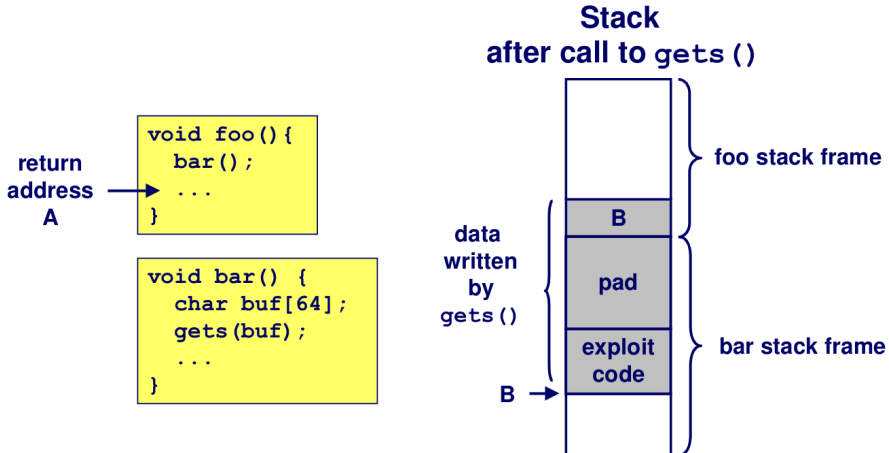 Stack
after call to gets()
void foo(){
bar();
...
}
return
address
A
void bar() {
char buf[64];
gets(buf);
...
}
data
written
by
gets()
B
pad
exploit
code
B
foo stack frame
bar stack frame